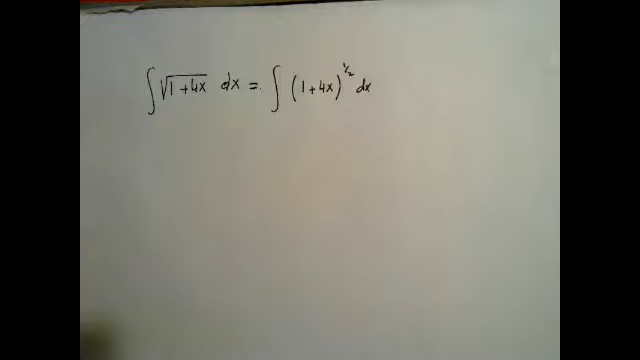 ∫ √(1+4x) dx = ∫ (1+4x)^½ dx